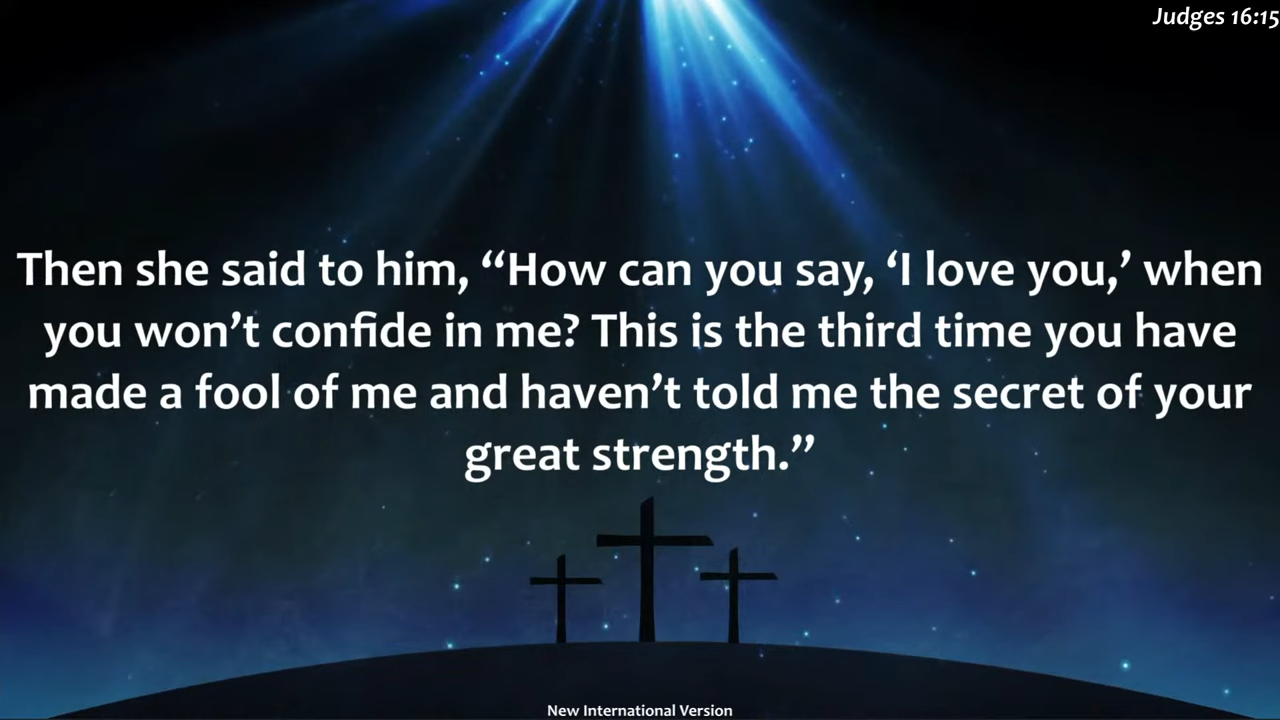 Judges 16:15
Then she said to him, “How can you say, ‘I love you,’ when
you won’t confide in me? This is the third time you have
made a fool of me and haven’t told me the secret of your
great strength.”
New International Version